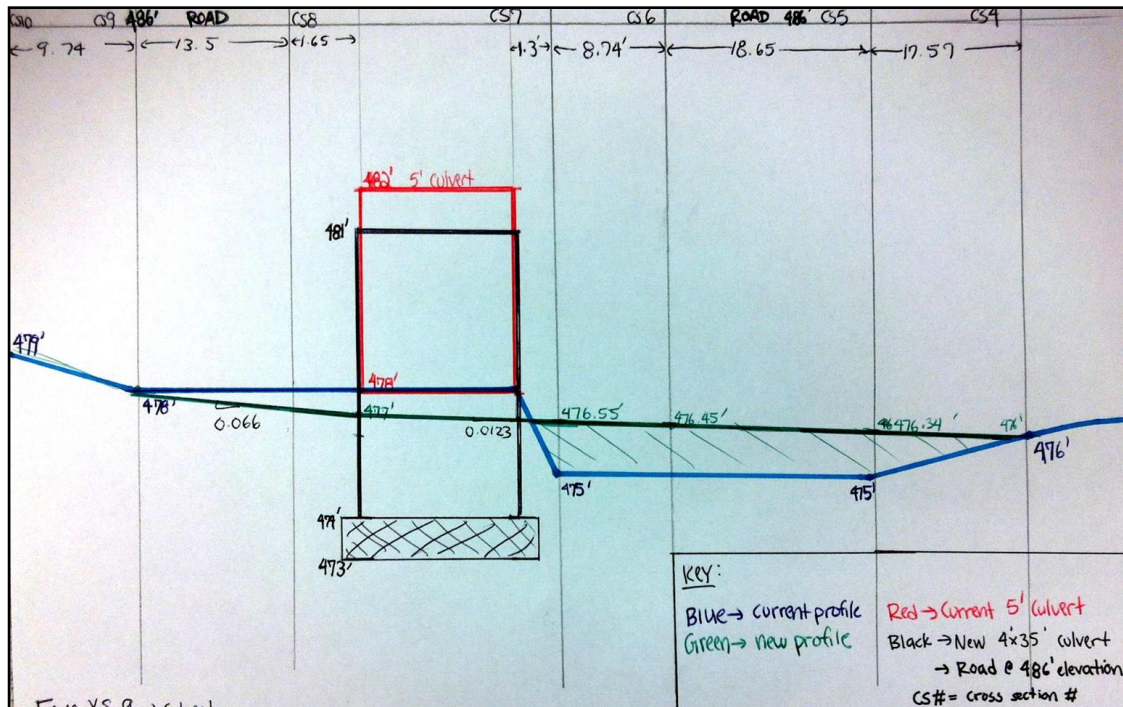 CS10 CS9 486' ROAD CS8 CS7 CS6 ROAD 486' CS5 CS4
9.74 13.5 1.65 1.3' 8.74' 18.65 17.57
482' 5' culvert
481'
479'
478'
478'
477'
0.066
0.0123
476.55'
476.45'
476.34'
476'
476'
475'
475'
474'
473'
KEY:
Blue → current profile
Green → new profile
Red → Current 5' culvert
Black → New 4'x35' culvert
→ Road @ 486' elevation
CS# = cross section #